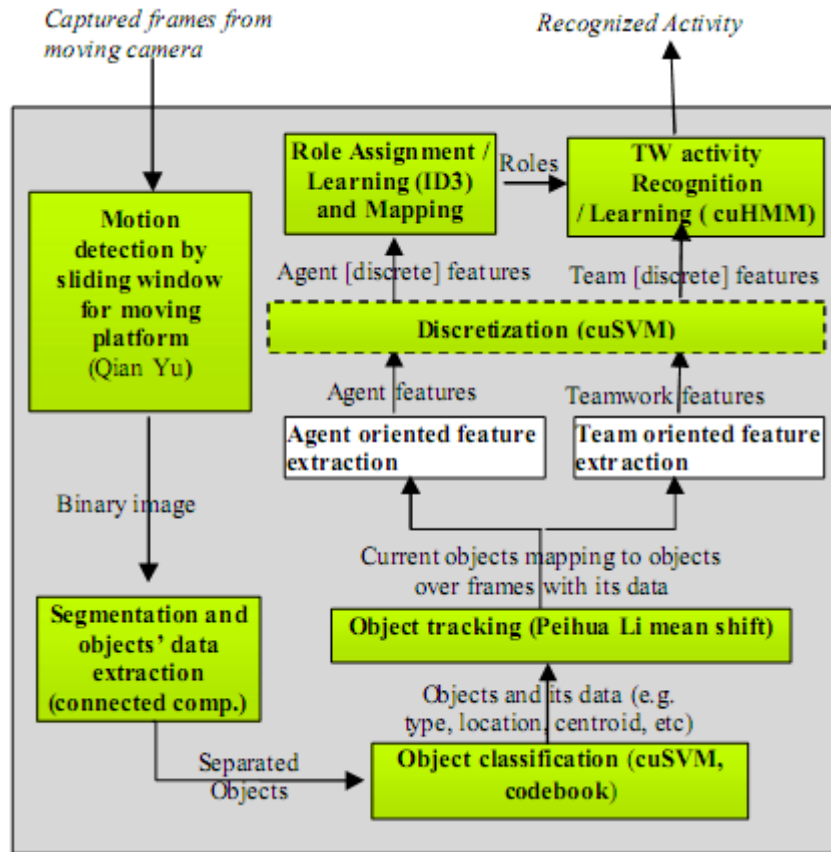 Captured frames from
moving camera
Recognized Activity
Role Assignment /
Learning (ID3)
and Mapping
Roles
TW activity
Recognition
/ Learning ( cuHMM)
Motion
detection by
sliding window
for moving
platform
(Qian Yu)
Agent [discrete] features
Team [discrete] features
Discretization (cuSVM)
Agent features
Teamwork features
Agent oriented feature
extraction
Team oriented feature
extraction
Binary image
Current objects mapping to objects
over frames with its data
Segmentation and
objects’ data
extraction
(connected comp.)
Object tracking (Peihua Li mean shift)
Objects and its data (e.g.
type, location, centroid, etc)
Separated
Objects
Object classification (cuSVM,
codebook)